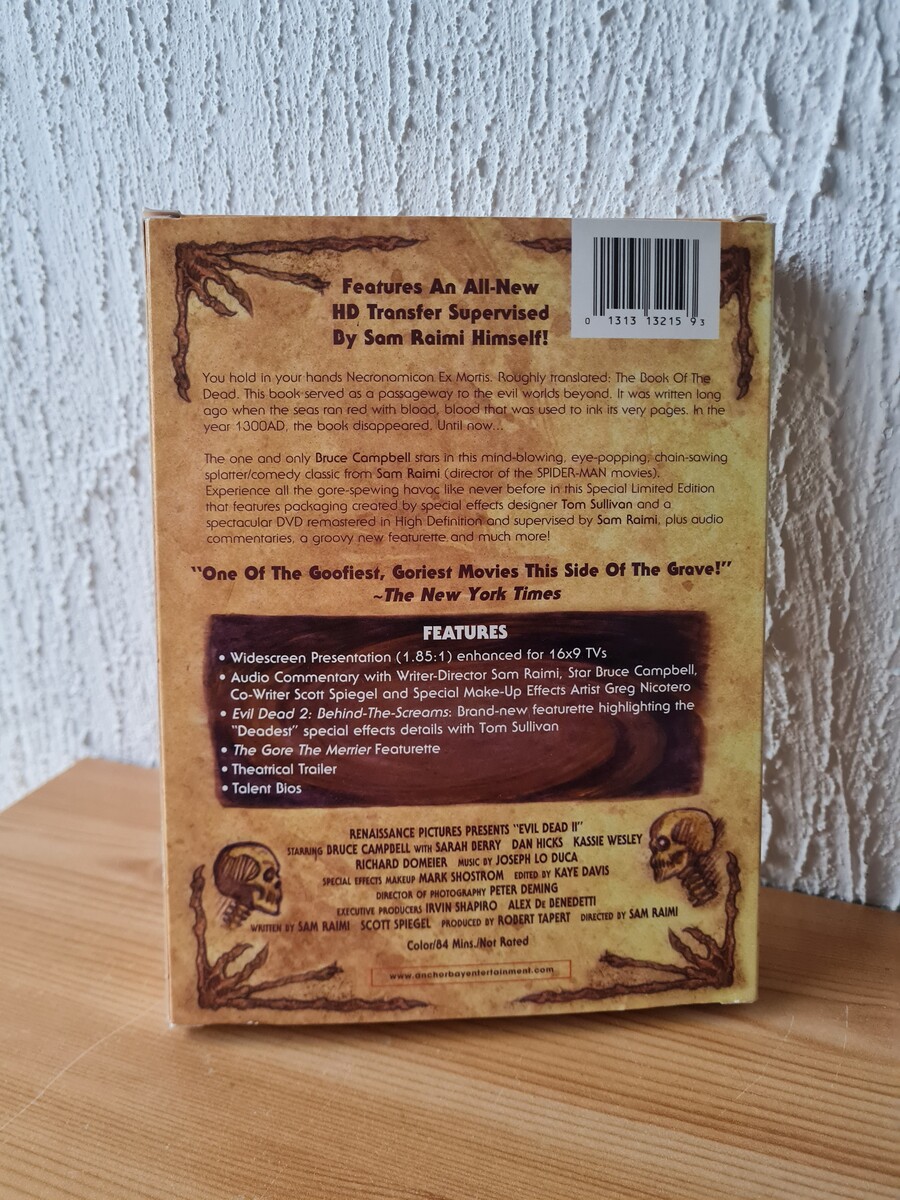 Features An All-New
HD Transfer Supervised
By Sam Raimi Himself!
0 1313 13215 9 3
You hold in your hands Necronomicon Ex Mortis. Roughly translated: The Book Of The
Dead. This book served as a passageway to the evil worlds beyond. It was written long
ago when the seas ran red with blood, blood that was used to ink its very pages. In the
year 1300AD, the book disappeared. Until now...
The one and only Bruce Campbell stars in this mind-blowing, eye-popping, chain-sawing
splatter/comedy classic from Sam Raimi (director of the SPIDER-MAN movies).
Experience all the gore-spewing havoc like never before in this Special Limited Edition
that features packaging created by special effects designer Tom Sullivan and a
spectacular DVD remastered in High Definition and supervised by Sam Raimi, plus audio
commentaries, a groovy new featurette and much more!
"One Of The Goofiest, Goriest Movies This Side Of The Grave!"
~The New York Times
FEATURES
• Widescreen Presentation (1.85:1) enhanced for 16x9 TVs
• Audio Commentary with Writer-Director Sam Raimi, Star Bruce Campbell,
Co-Writer Scott Spiegel and Special Make-Up Effects Artist Greg Nicotero
• Evil Dead 2: Behind-The-Screams: Brand-new featurette highlighting the
"Deadest" special effects details with Tom Sullivan
• The Gore The Merrier Featurette
• Theatrical Trailer
• Talent Bios
RENAISSANCE PICTURES PRESENTS "EVIL DEAD II"
STARRING BRUCE CAMPBELL WITH SARAH BERRY DAN HICKS KASSIE WESLEY
RICHARD DOMEIER MUSIC BY JOSEPH LO DUCA
SPECIAL EFFECTS MAKEUP MARK SHOSTROM EDITED BY KAYE DAVIS
DIRECTOR OF PHOTOGRAPHY PETER DEMING
EXECUTIVE PRODUCERS IRVIN SHAPIRO ALEX DE BENEDETTI
WRITTEN BY SAM RAIMI SCOTT SPIEGEL PRODUCED BY ROBERT TAPERT DIRECTED BY SAM RAIMI
Color/84 Mins./Not Rated
www.anchorbayentertainment.com